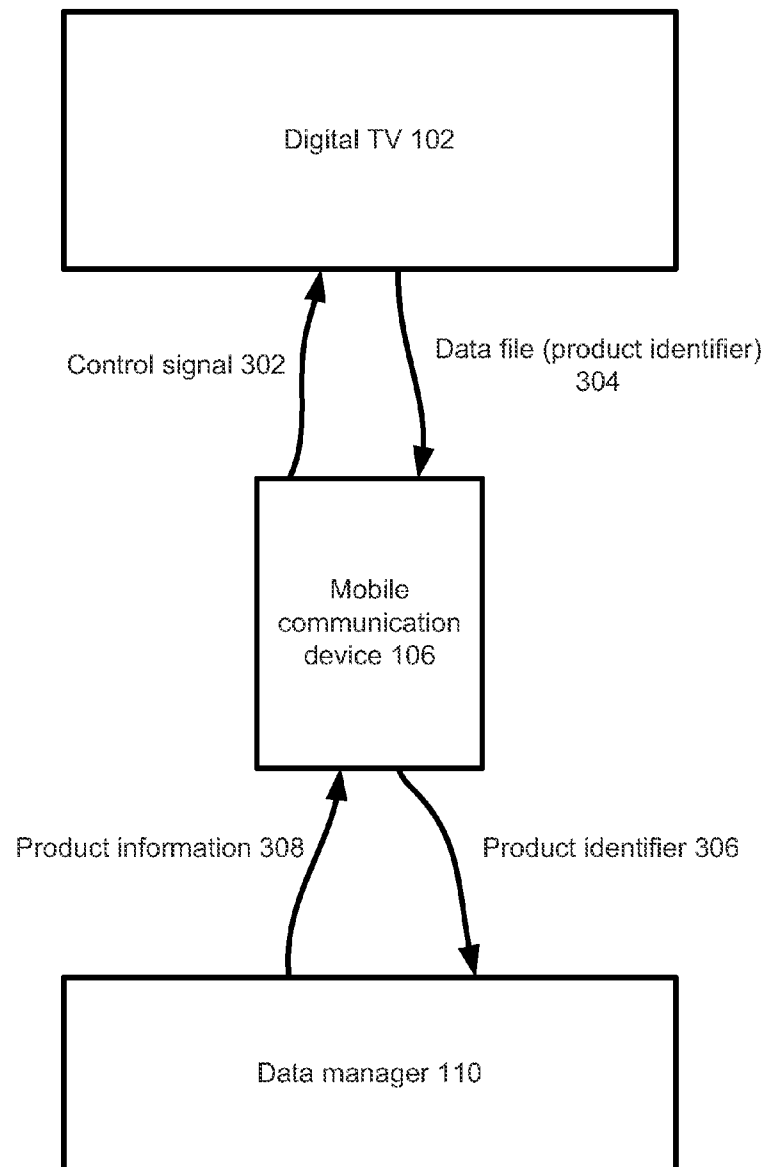 Digital TV 102
Control signal 302
Data file (product identifier)
304
Mobile
communication
device 106
Product information 308
Product identifier 306
Data manager 110